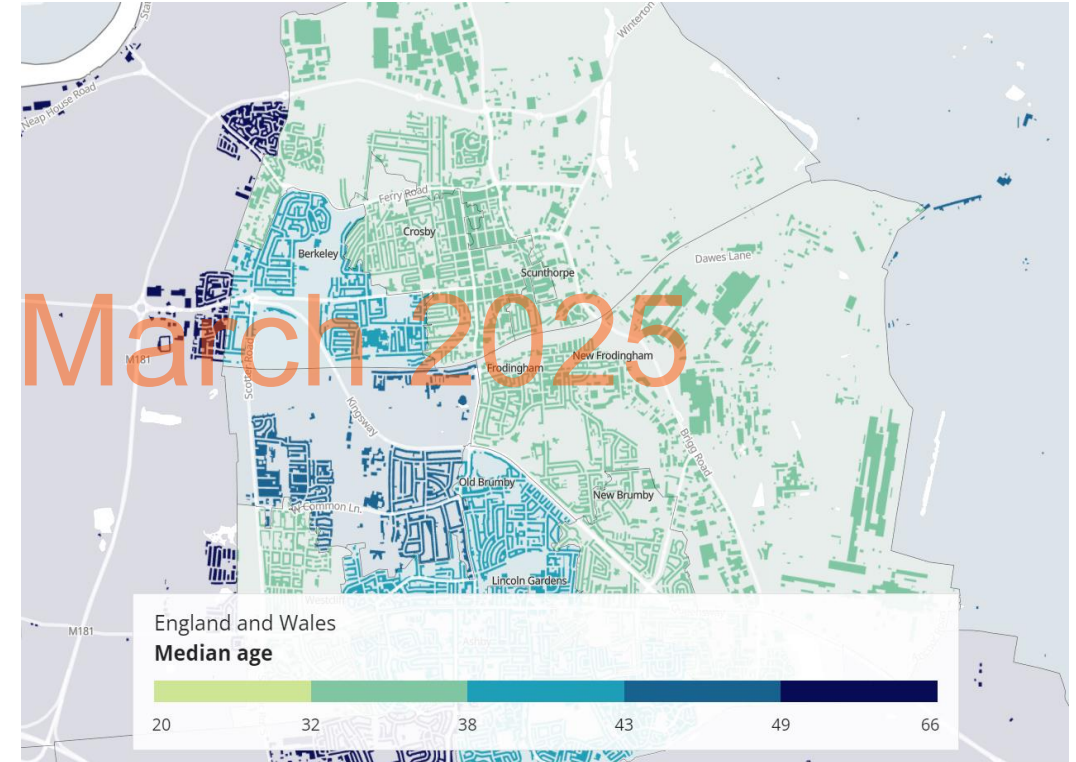 Winterton
Neap House Road
Ferry Road
Crosby
Berkeley
Dawes Lane
Scunthorpe
March 2025
M181
Scotter Road
New Frodingham
Frodingham
Kingsway
Brigg Road
Old Brumby
New Brumby
Common Ln.
Lincoln Gardens
Westcliff
Ashby
M181
England and Wales
Median age
20 32 38 43 49 66